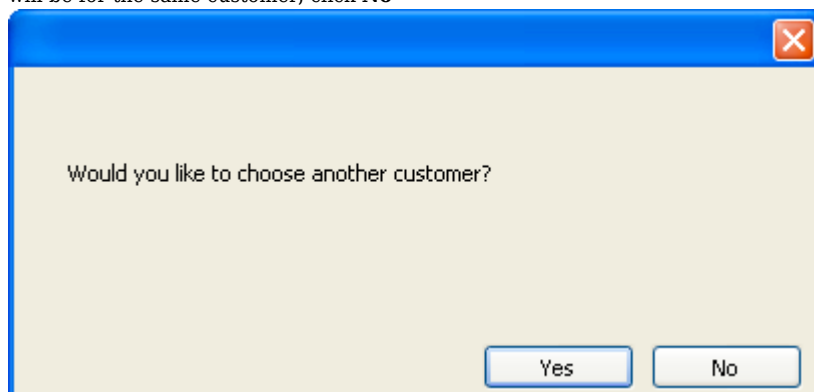 will be for the same customer, click No
Would you like to choose another customer?
Yes No